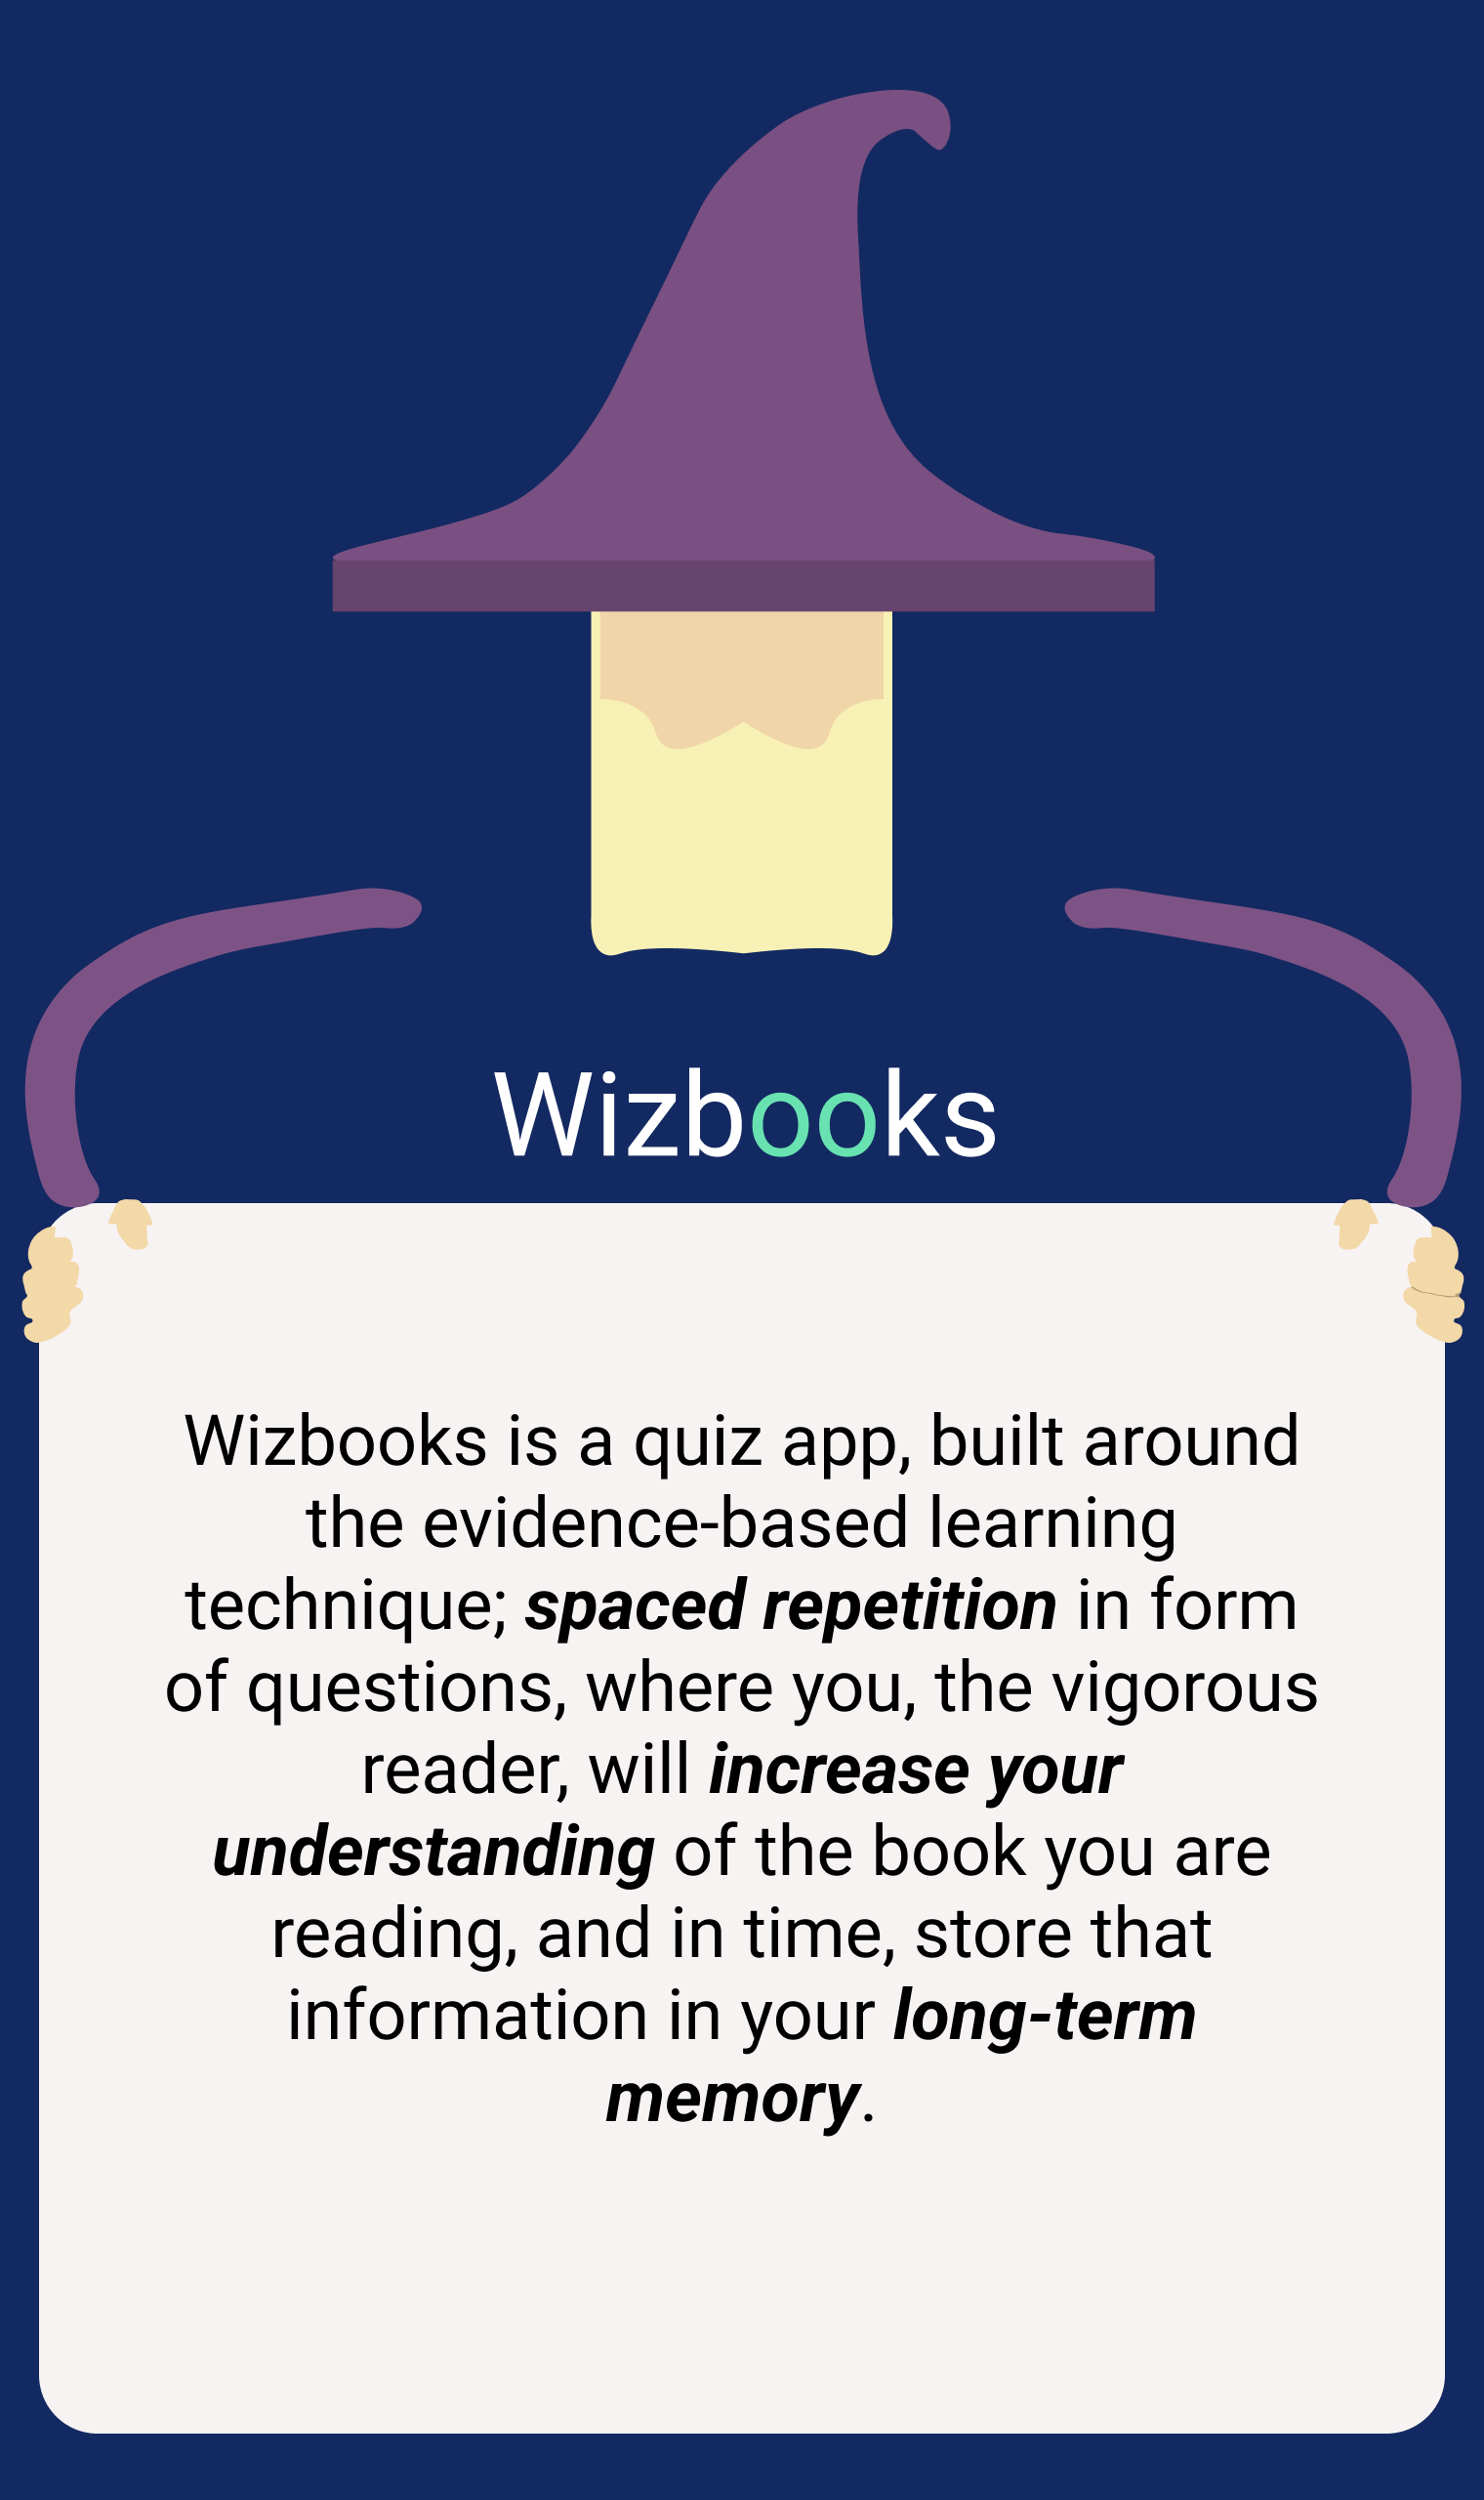 Wizbooks
Wizbooks is a quiz app, built around
the evidence-based learning
technique; spaced repetition in form
of questions, where you, the vigorous
reader, will increase your
understanding of the book you are
reading, and in time, store that
information in your long-term
memory.